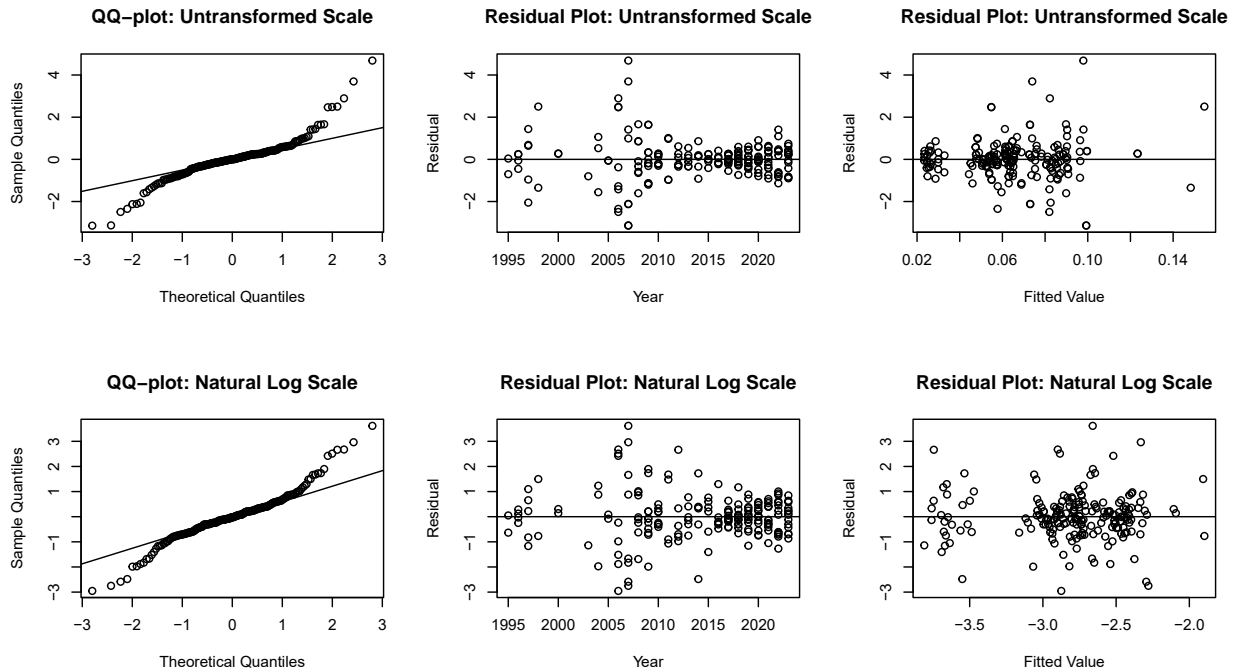 QQ−plot: Untransformed Scale
Sample Quantiles
4
2
0
−2
−3 −2 −1 0 1 2 3
Theoretical Quantiles
Residual Plot: Untransformed Scale
Residual
4
2
0
−2
1995 2000 2005 2010 2015 2020
Year
Residual Plot: Untransformed Scale
Residual
4
2
0
−2
0.02 0.06 0.10 0.14
Fitted Value
QQ−plot: Natural Log Scale
Sample Quantiles
3
2
1
−1
−3
−3 −2 −1 0 1 2 3
Theoretical Quantiles
Residual Plot: Natural Log Scale
Residual
3
2
1
−1
−3
1995 2000 2005 2010 2015 2020
Year
Residual Plot: Natural Log Scale
Residual
3
2
1
−1
−3
−3.5 −3.0 −2.5 −2.0
Fitted Value